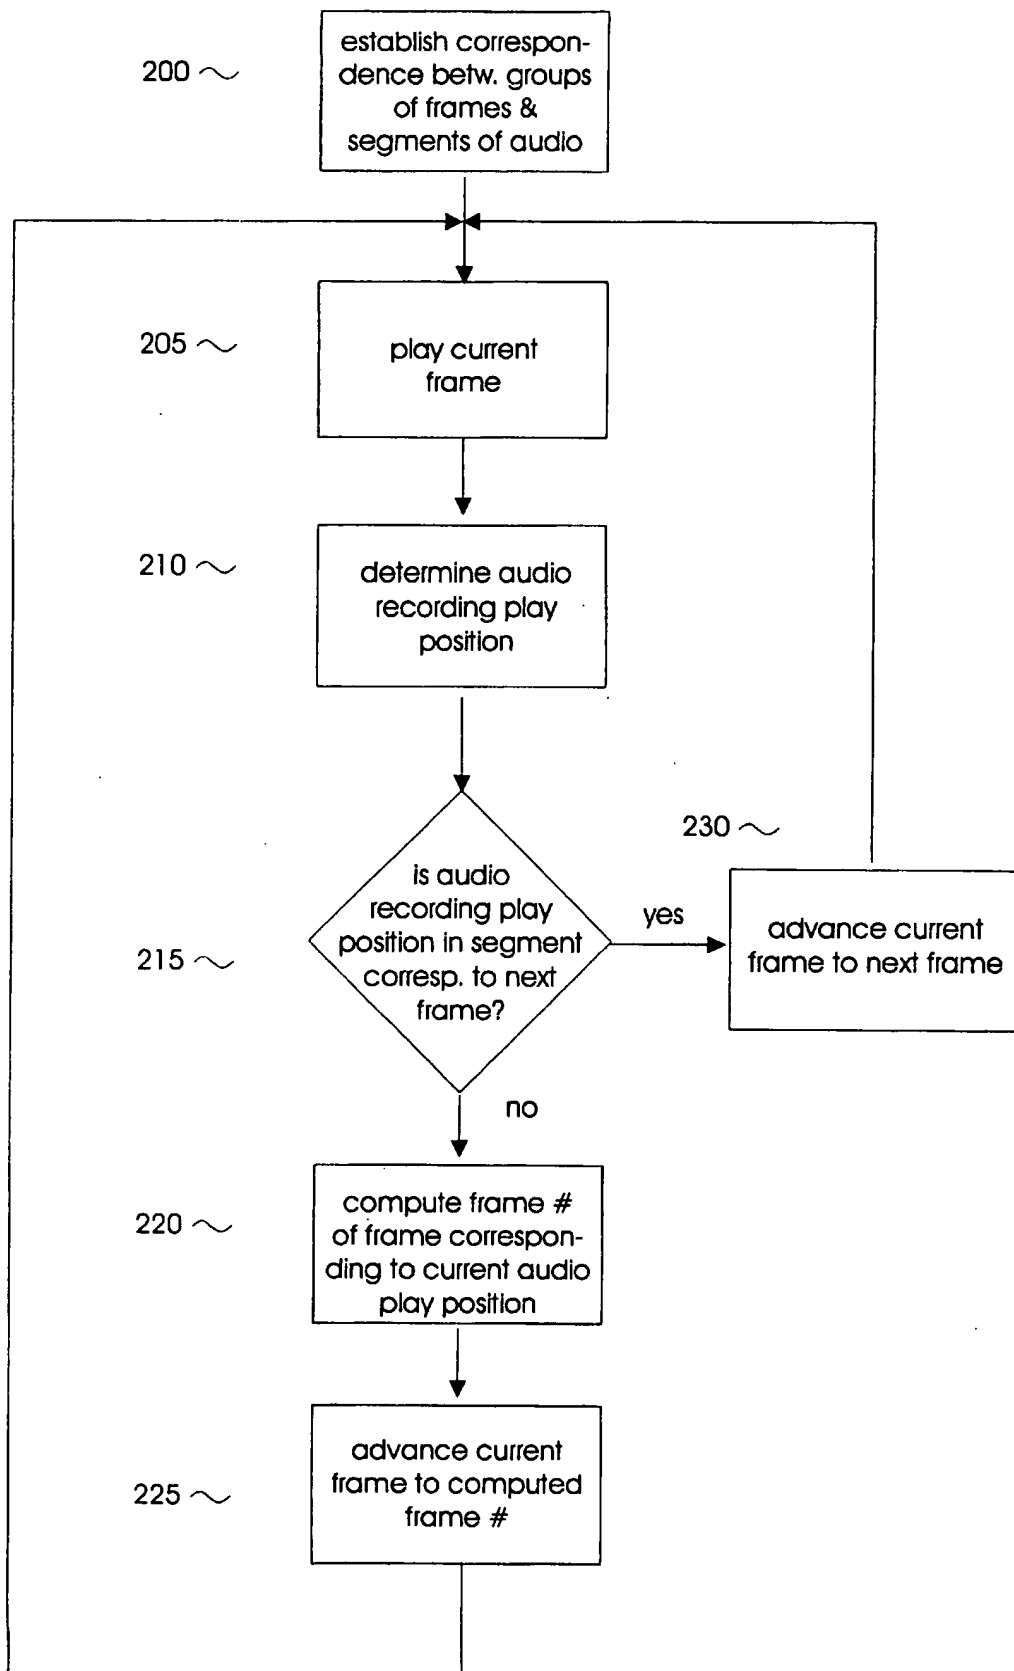 200
establish correspon-
dence betw. groups
of frames &
segments of audio
205
play current
frame
210
determine audio
recording play
position
215
is audio
recording play
position in segment
corresp. to next
frame?
yes
230
advance current
frame to next frame
no
220
compute frame #
of frame correspon-
ding to current audio
play position
225
advance current
frame to computed
frame #